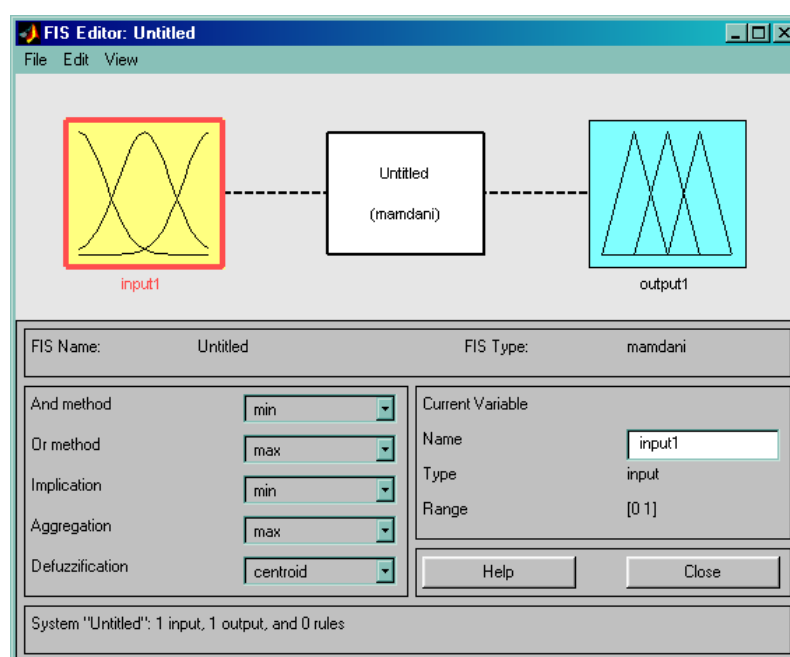 FIS Editor: Untitled
File Edit View
Untitled
(mamdani)
input1
output1
FIS Name: Untitled FIS Type: mamdani
And method min
Or method max
Implication min
Aggregation max
Defuzzification centroid
Current Variable
Name input1
Type input
Range [0 1]
Help Close
System "Untitled": 1 input, 1 output, and 0 rules